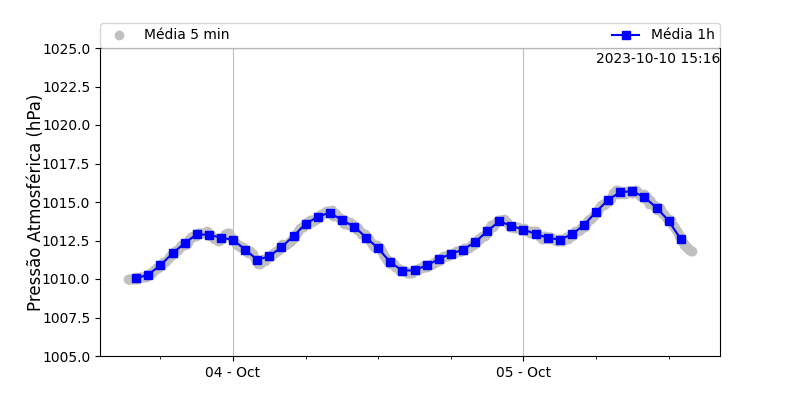 Média 5 min
Média 1h
2023-10-10 15:16
Pressão Atmosférica (hPa)
1025.0
1022.5
1020.0
1017.5
1015.0
1012.5
1010.0
1007.5
1005.0
04 - Oct
05 - Oct